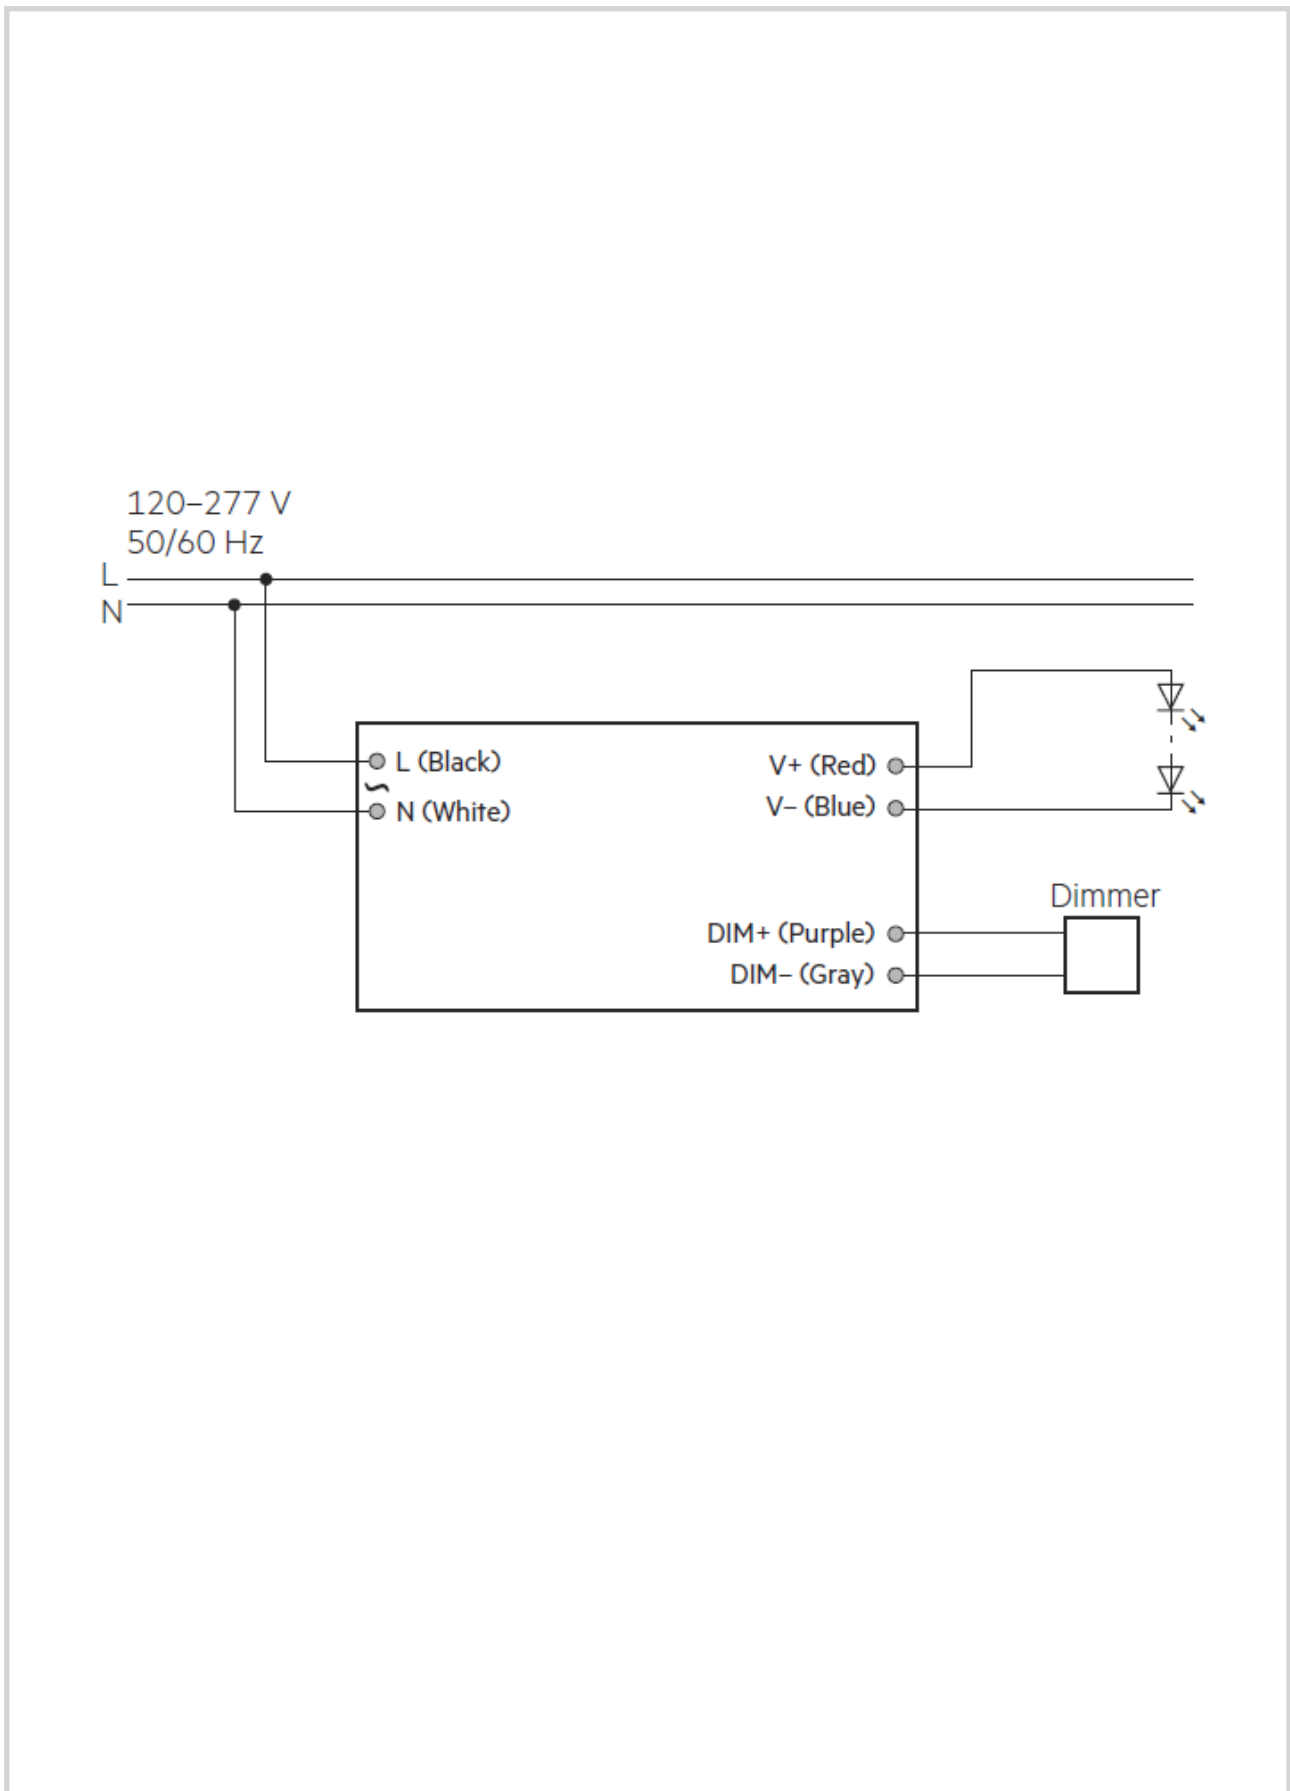 120–277 V
50/60 Hz
L
N
L (Black)
~
N (White)
V+ (Red)
V– (Blue)
Dimmer
DIM+ (Purple)
DIM– (Gray)